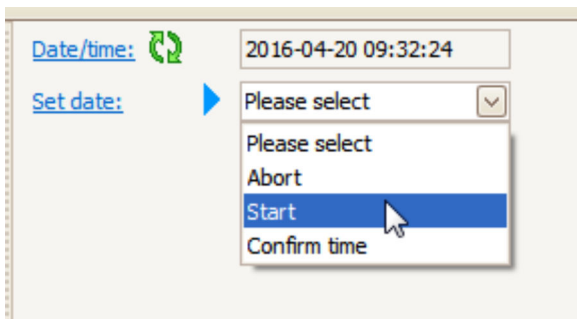 Date/time: 2016-04-20 09:32:24
Set date: Please select
Please select
Abort
Start
Confirm time